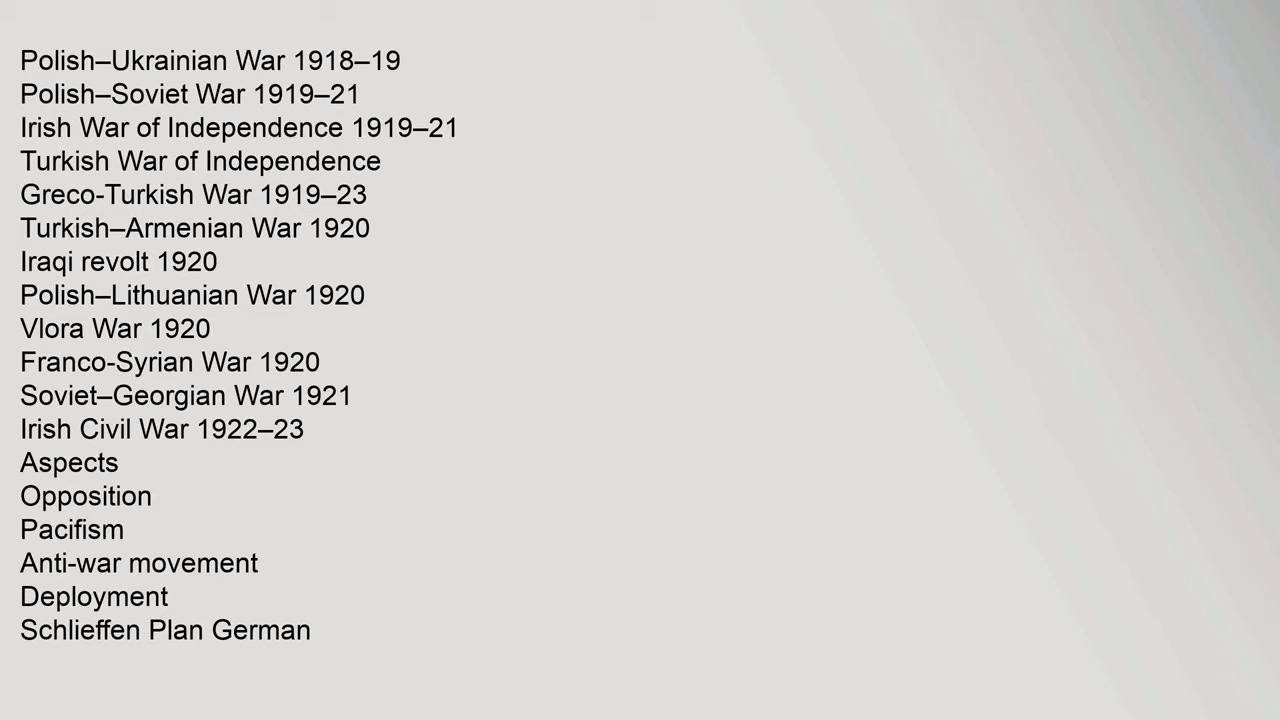 Polish–Ukrainian War 1918–19
Polish–Soviet War 1919–21
Irish War of Independence 1919–21
Turkish War of Independence
Greco-Turkish War 1919–23
Turkish–Armenian War 1920
Iraqi revolt 1920
Polish–Lithuanian War 1920
Vlora War 1920
Franco-Syrian War 1920
Soviet–Georgian War 1921
Irish Civil War 1922–23
Aspects
Opposition
Pacifism
Anti-war movement
Deployment
Schlieffen Plan German